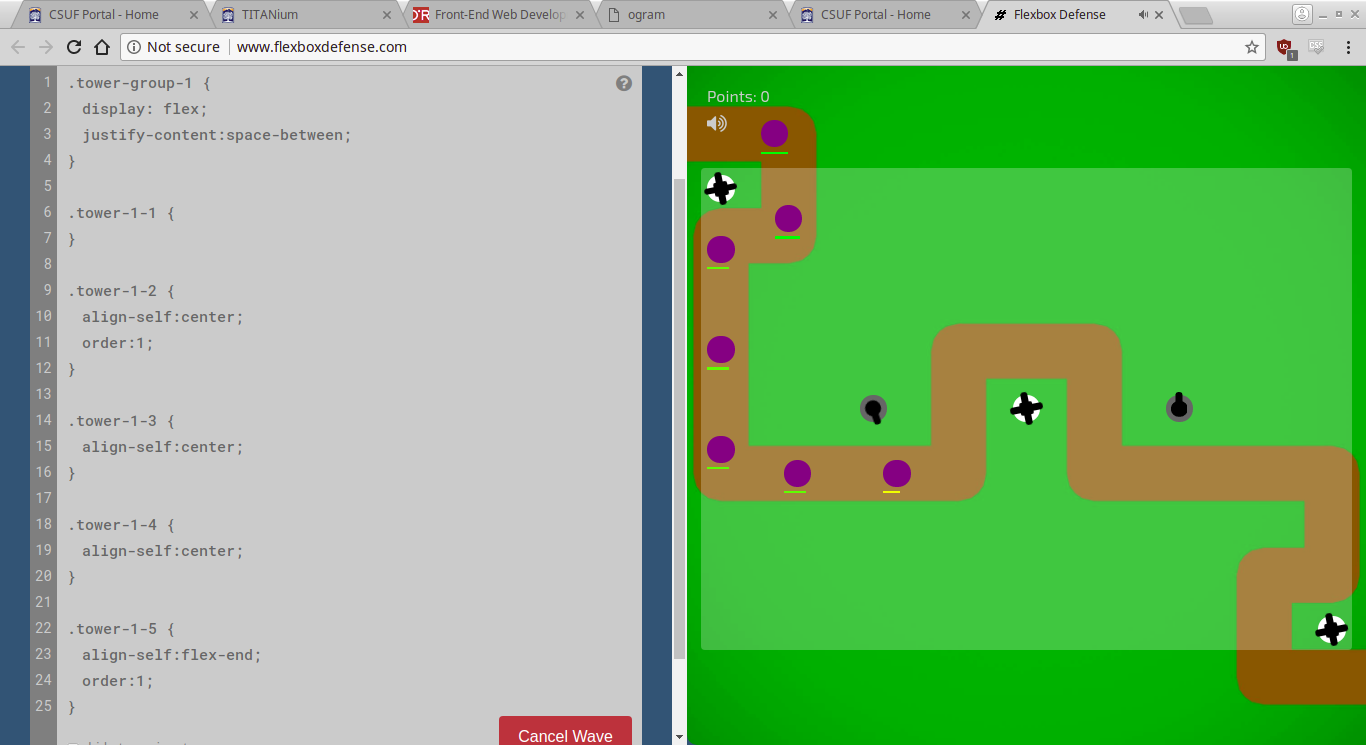 CSUF Portal - Home
TITANium
Front-End Web Develop
ogram
CSUF Portal - Home
Flexbox Defense
Not secure
www.flexboxdefense.com
1
CSF
1 .tower-group-1 {
2 display: flex;
3 justify-content:space-between;
4 }
5
6 .tower-1-1 {
7 }
8
9 .tower-1-2 {
10 align-self:center;
11 order:1;
12 }
13
14 .tower-1-3 {
15 align-self:center;
16 }
17
18 .tower-1-4 {
19 align-self:center;
20 }
21
22 .tower-1-5 {
23 align-self:flex-end;
24 order:1;
25 }
Cancel Wave
Points: 0